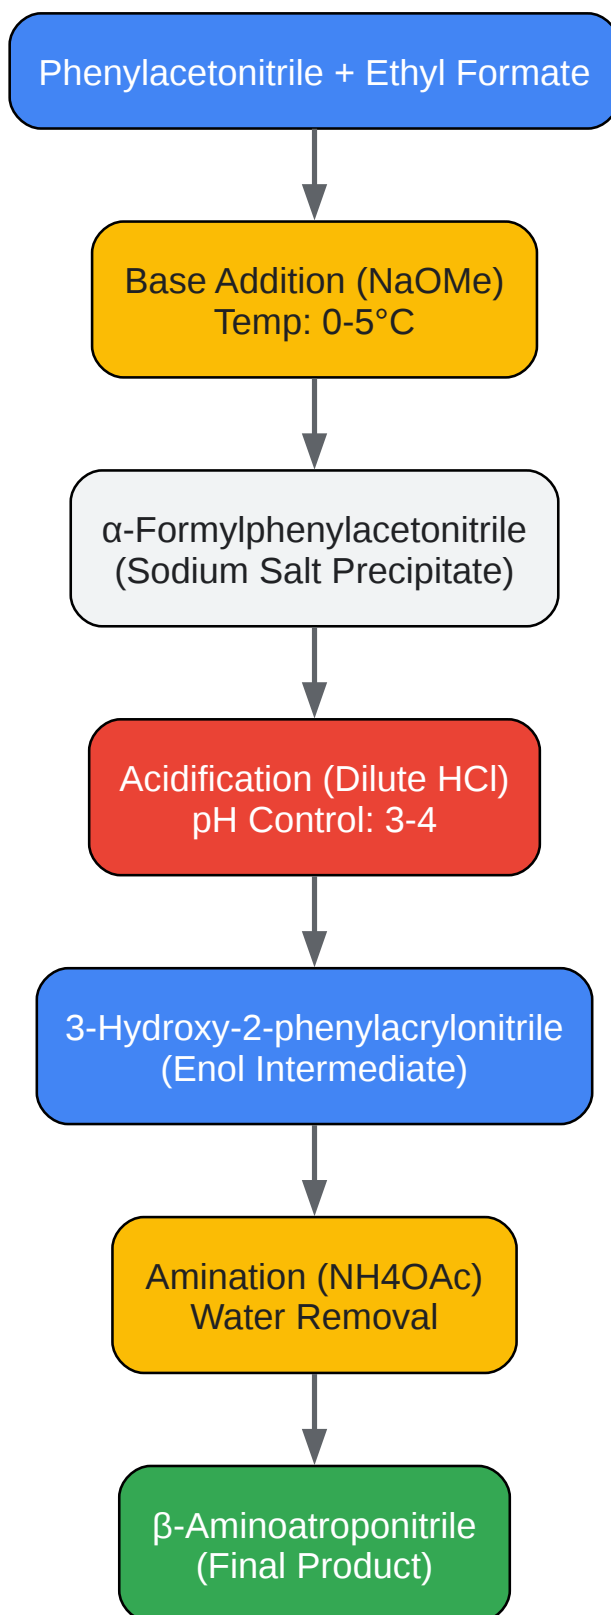 Phenylacetonitrile + Ethyl Formate
Base Addition (NaOMe)
Temp: 0-5°C
α-Formylphenylacetonitrile
(Sodium Salt Precipitate)
Acidification (Dilute HCl)
pH Control: 3-4
3-Hydroxy-2-phenylacrylonitrile
(Enol Intermediate)
Amination (NH4OAc)
Water Removal
β-Aminoatroponitrile
(Final Product)